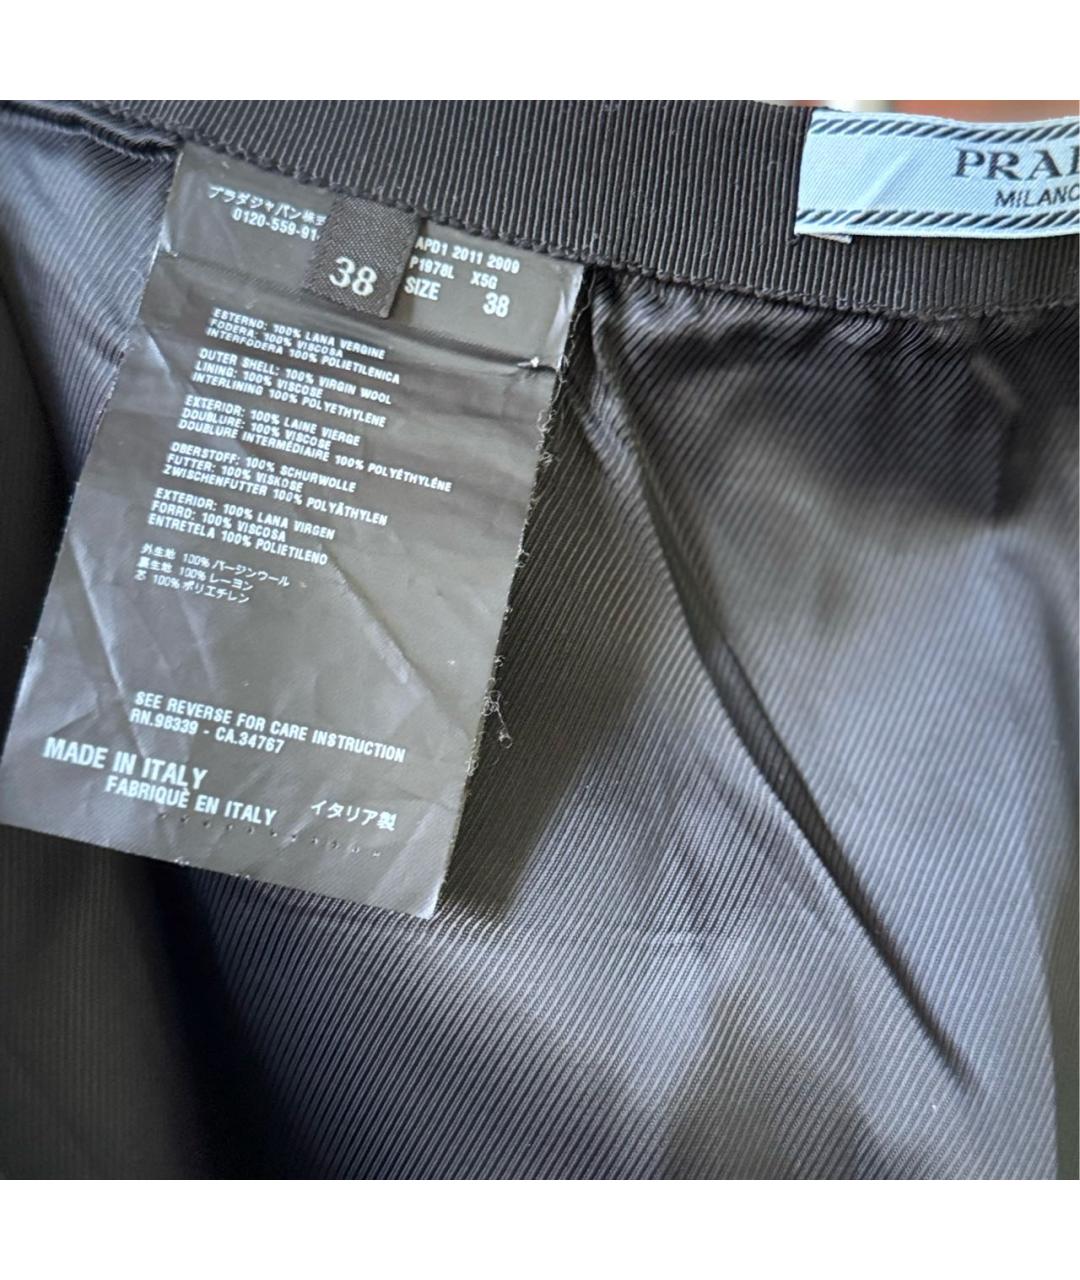 PRA
MILANO
プラダジャパン株式
0120-559-91
38
APD1 2011 2909
P1978L X5G
SIZE 38
ESTERNO: 100% LANA VERGINE
FODERA: 100% VISCOSA
INTERFODERA 100% POLIETILENICA
OUTER SHELL: 100% VIRGIN WOOL
LINING: 100% VISCOSE
INTERLINING 100% POLYETHYLENE
EXTERIOR: 100% LAINE VIERGE
DOUBLURE: 100% VISCOSE
DOUBLURE INTERMÉDIAIRE 100% POLYÉTHYLÉNE
OBERSTOFF: 100% SCHURWOLLE
FUTTER: 100% VISKOSE
ZWISCHENFUTTER 100% POLYÄTHYLEN
EXTERIOR: 100% LANA VIRGEN
FORRO: 100% VISCOSA
ENTRETELA 100% POLIETILENO
外生地 100% バージンウール
裏生地 100% レーヨン
芯 100% ポリエチレン
SEE REVERSE FOR CARE INSTRUCTION
RN.98339 - CA.34767
MADE IN ITALY
FABRIQUÈ EN ITALY イタリア製